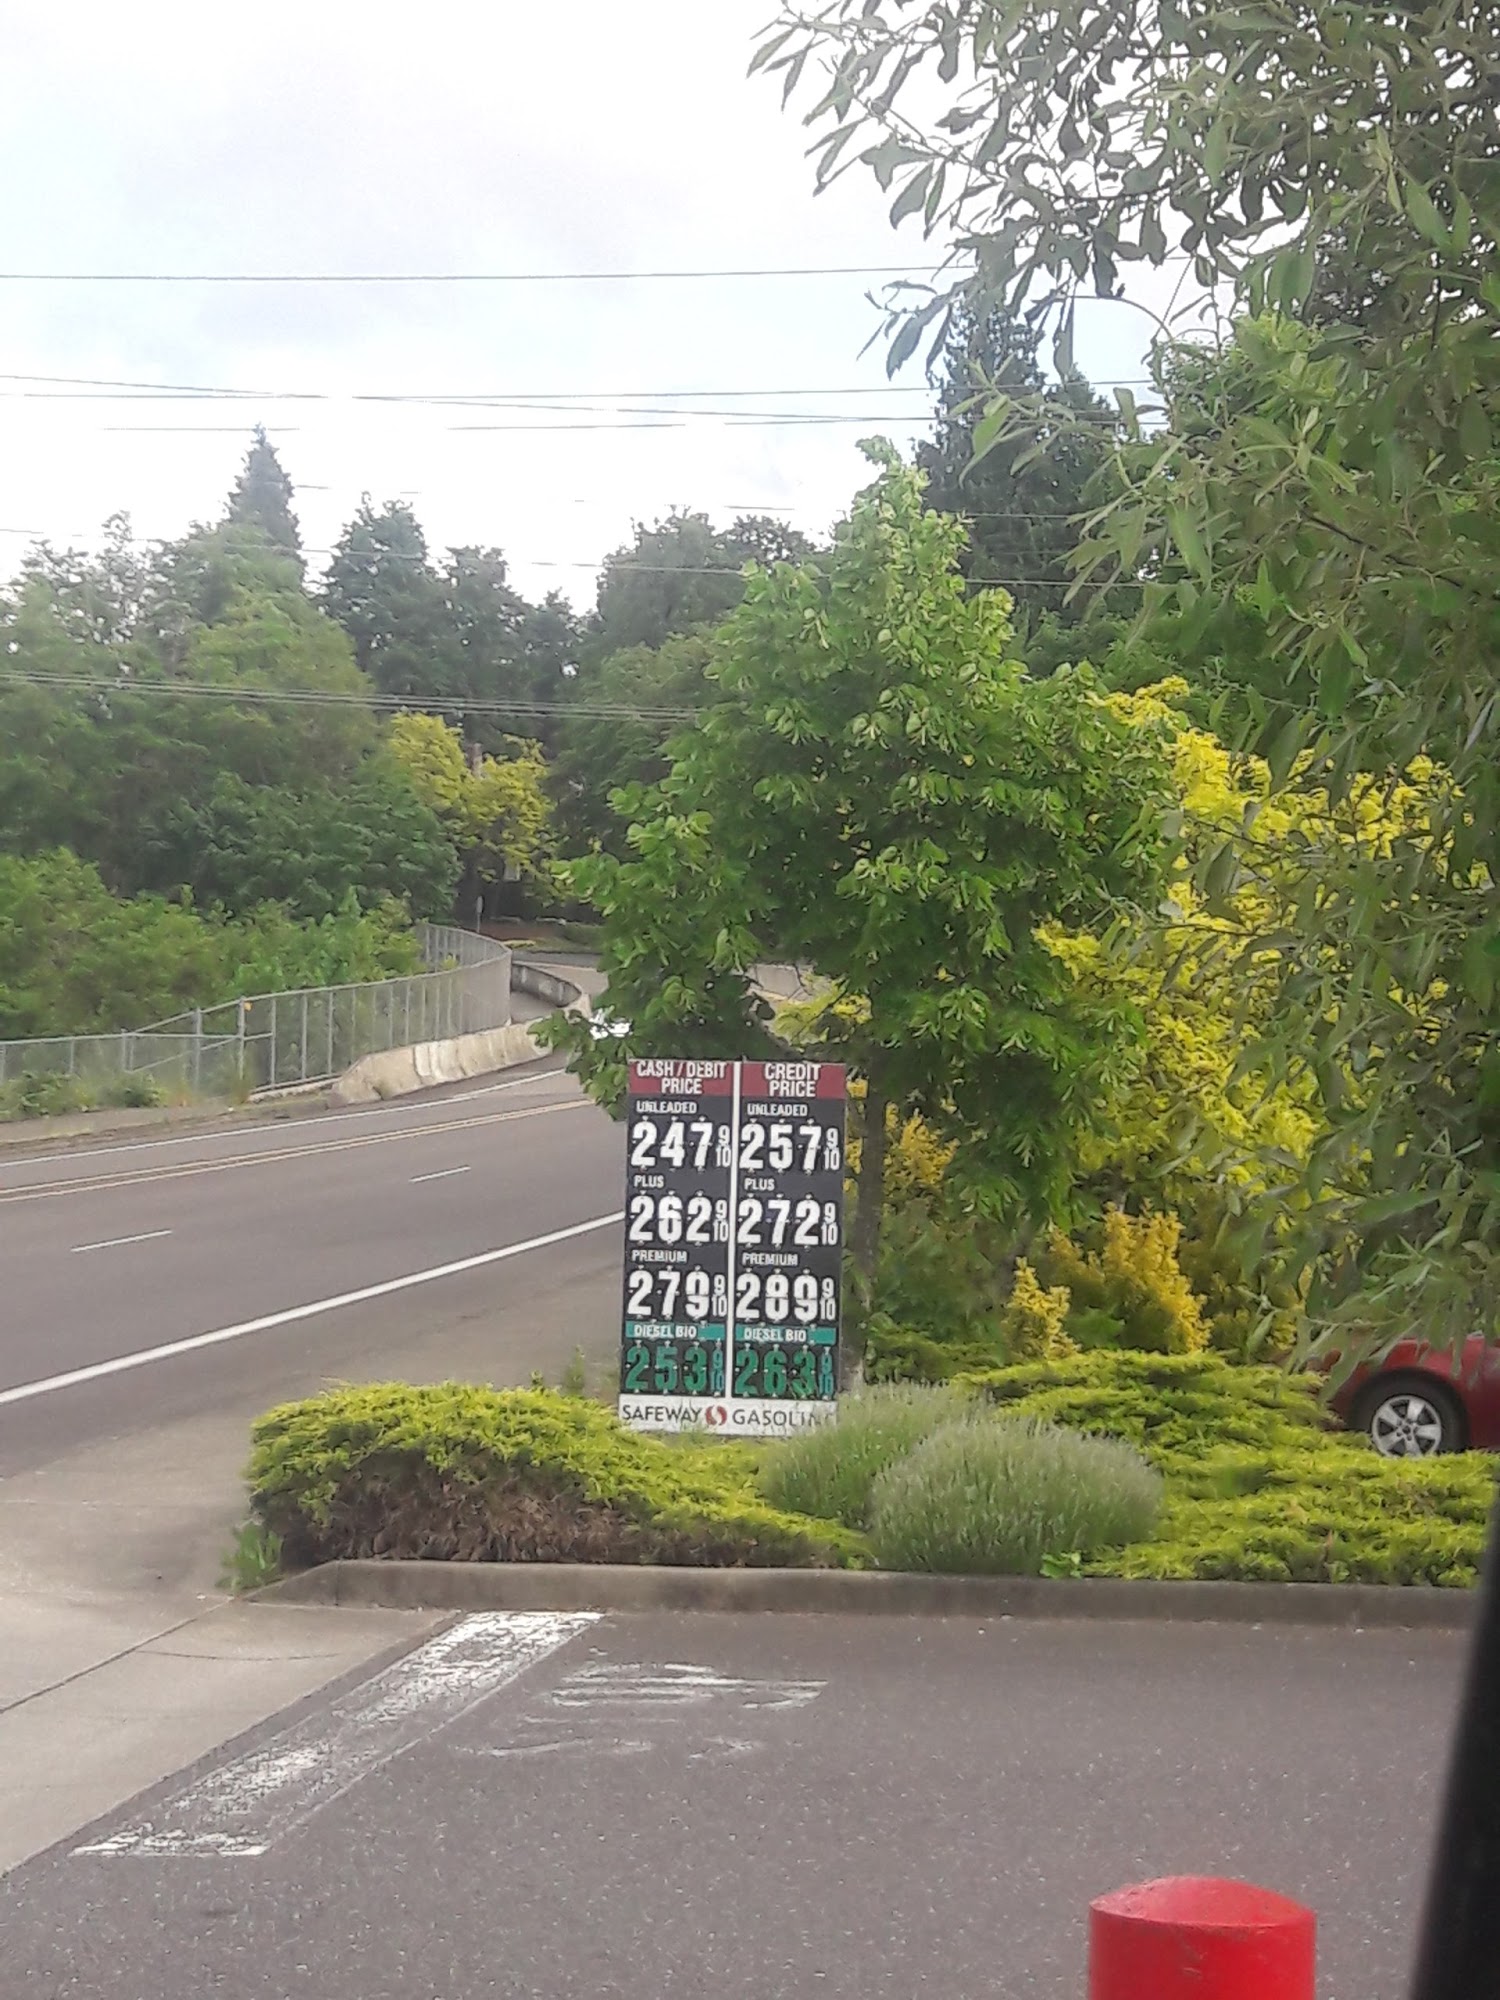 CASH / DEBIT PRICE
CREDIT PRICE
UNLEADED
247 9/10
UNLEADED
257 9/10
PLUS
262 9/10
PLUS
272 9/10
PREMIUM
279 9/10
PREMIUM
289 9/10
DIESEL BIO
253 9/10
DIESEL BIO
263 9/10
SAFEWAY GASOLINE